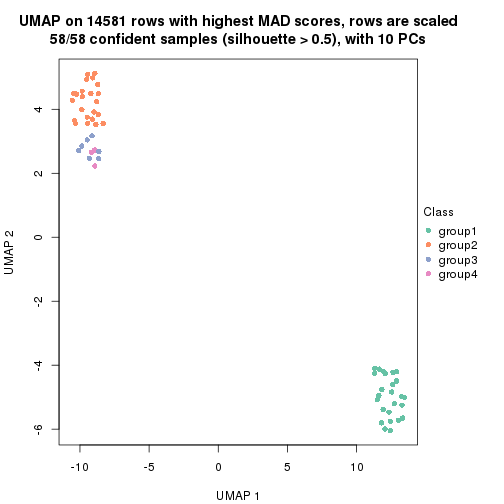 UMAP on 14581 rows with highest MAD scores, rows are scaled
58/58 confident samples (silhouette > 0.5), with 10 PCs
4
2
0
-2
-4
-6
UMAP 2
-10
-5
0
5
10
UMAP 1
Class
group1
group2
group3
group4